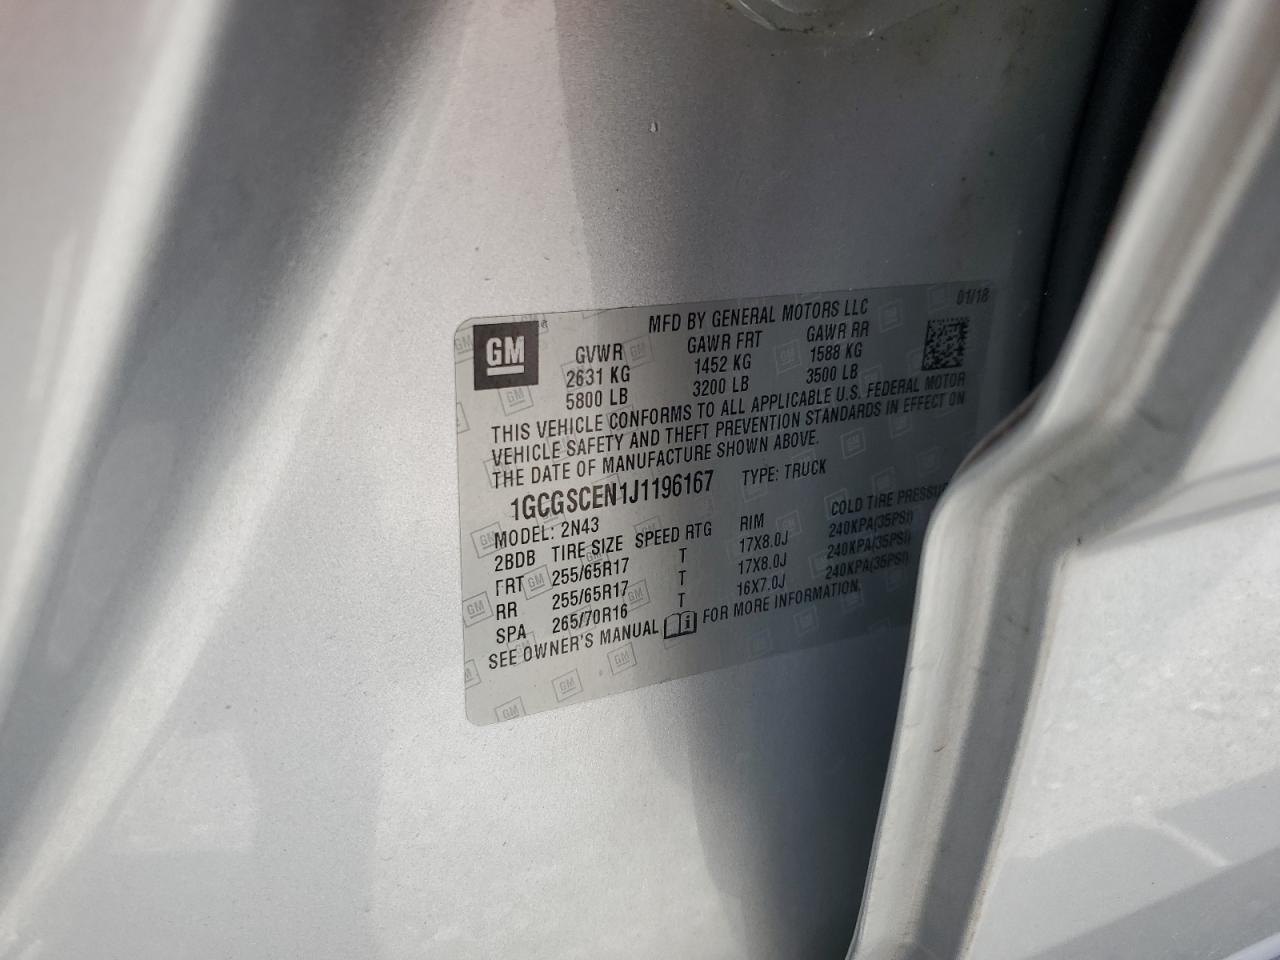 MFD BY GENERAL MOTORS LLC 01/18
GM
GVWR GAWR FRT GAWR RR
2631 KG 1452 KG 1588 KG
5800 LB 3200 LB 3500 LB
THIS VEHICLE CONFORMS TO ALL APPLICABLE U.S. FEDERAL MOTOR
VEHICLE SAFETY AND THEFT PREVENTION STANDARDS IN EFFECT ON
THE DATE OF MANUFACTURE SHOWN ABOVE.
1GCGSCEN1J1196167 TYPE: TRUCK
MODEL: 2N43
2BDB TIRE SIZE SPEED RTG RIM COLD TIRE
FRT 255/65R17 T 17X8.0J 240KPA(35PSI)
RR 255/65R17 T 17X8.0J 240KPA(35PSI)
SPA 265/70R16 T 16X7.0J 240KPA(35PSI)
SEE OWNER'S MANUAL FOR MORE INFORMATION.